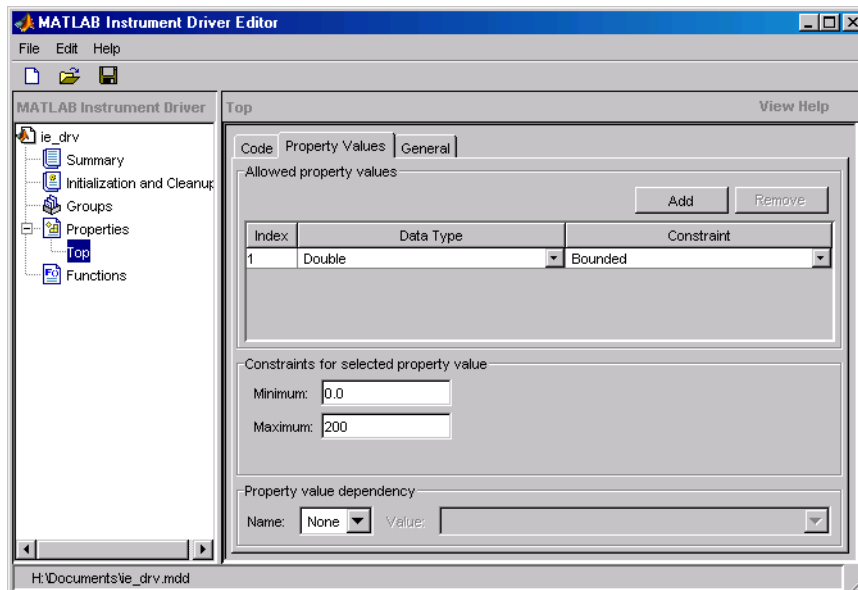 MATLAB Instrument Driver Editor
File Edit Help
MATLAB Instrument Driver
Top
View Help
ie_drv
Summary
Initialization and Cleanup
Groups
Properties
Top
Functions
Code
Property Values
General
Allowed property values
Add
Remove
Index
Data Type
Constraint
1
Double
Bounded
Constraints for selected property value
Minimum: 0.0
Maximum: 200
Property value dependency
Name: None
Value:
H:\Documents\ie_drv.mdd